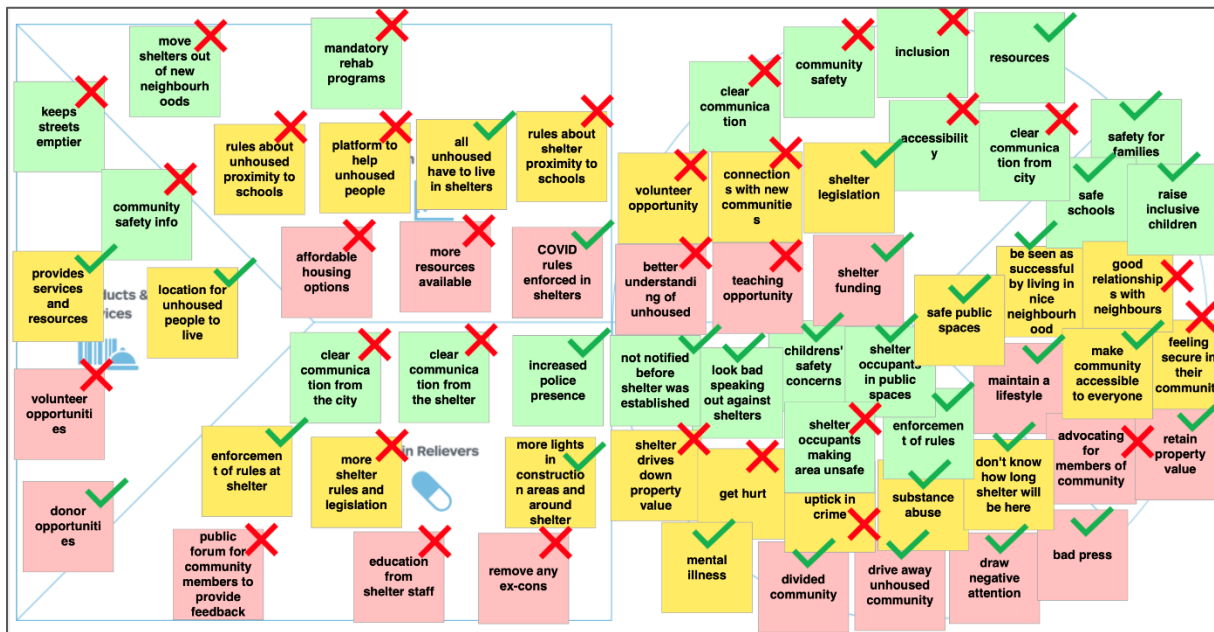 move
shelters out
of new
neighbourh
oods
mandatory
rehab
programs
keeps
streets
emptier
rules about
unhoused
proximity to
schools
platform to
help
unhoused
people
all
unhoused
have to live
in shelters
rules about
shelter
proximity to
schools
community
safety info
affordable
housing
options
more
resources
available
COVID
rules
enforced in
shelters
provides
services
and
resources
location for
unhoused
people to
live
ducts &
vices
volunteer
opportuniti
es
donor
opportuniti
es
clear
communica
tion from
the city
clear
communica
tion from
the shelter
increased
police
presence
enforcemen
t of rules at
shelter
more
shelter
rules and
legislation
in Relievers
more lights
in
constructio
n areas and
around
shelter
public
forum for
community
members to
provide
feedback
education
from
shelter staff
remove any
ex-cons
clear
communica
tion
community
safety
inclusion
resources
accessibilit
y
clear
communica
tion from
city
safety for
families
safe
schools
raise
inclusive
children
volunteer
opportunity
connection
s with new
communitie
s
shelter
legislation
better
understandi
ng of
unhoused
teaching
opportunity
shelter
funding
safe public
spaces
be seen as
successful
by living in
nice
neighbourh
ood
good
relationship
s with
neighbours
not notified
before
shelter was
established
look bad
speaking
out against
shelters
childrens'
safety
concerns
shelter
occupants
in public
spaces
maintain a
lifestyle
make
community
accessible
to everyone
feeling
secure in
their
communit
shelter
drives
down
property
value
get hurt
shelter
occupants
making
area unsafe
enforcemen
t of rules
uptick in
crime
substance
abuse
don't know
how long
shelter will
be here
advocating
for
members of
community
retain
property
value
mental
illness
divided
community
drive away
unhoused
community
draw
negative
attention
bad press